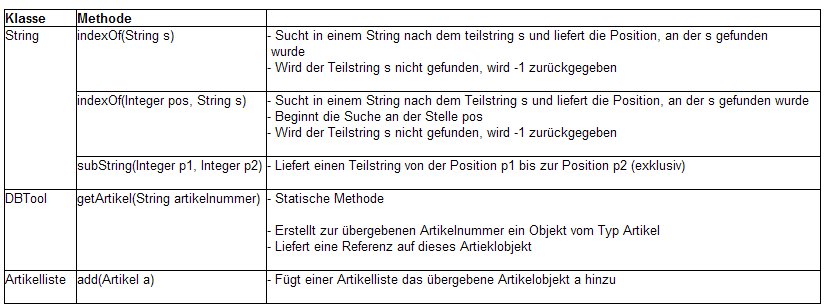 Klasse Methode
String indexOf(String s) - Sucht in einem String nach dem teilstring s und liefert die Position, an der s gefunden
wurde
- Wird der Teilstring s nicht gefunden, wird -1 zurückgegeben
indexOf(Integer pos, String s) - Sucht in einem String nach dem Teilstring s und liefert die Position, an der s gefunden wurde
- Beginnt die Suche an der Stelle pos
- Wird der Teilstring s nicht gefunden, wird -1 zurückgegeben
subString(Integer p1, Integer p2) - Liefert einen Teilstring von der Position p1 bis zur Position p2 (exklusiv)
DBTool getArtikel(String artikelnummer) - Statische Methode
- Erstellt zur übergebenen Artikelnummer ein Objekt vom Typ Artikel
- Liefert eine Referenz auf dieses Artieklobjekt
Artikelliste add(Artikel a) - Fügt einer Artikelliste das übergebene Artikelobjekt a hinzu